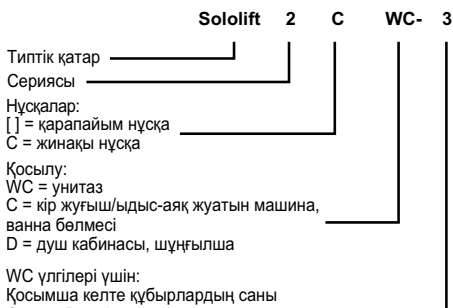 Sololift 2 C WC- 3
Типтік қатар
Сериясы
Нұсқалар:
[ ] = қарапайым нұсқа
C = жинақы нұсқа
Қосылу:
WC = унитаз
C = кір жуғыш/ыдыс-аяқ жуатын машина,
ванна бөлмесі
D = душ кабинасы, шұңғылша
WC үлгілері үшін:
Қосымша келте құбырлардың саны